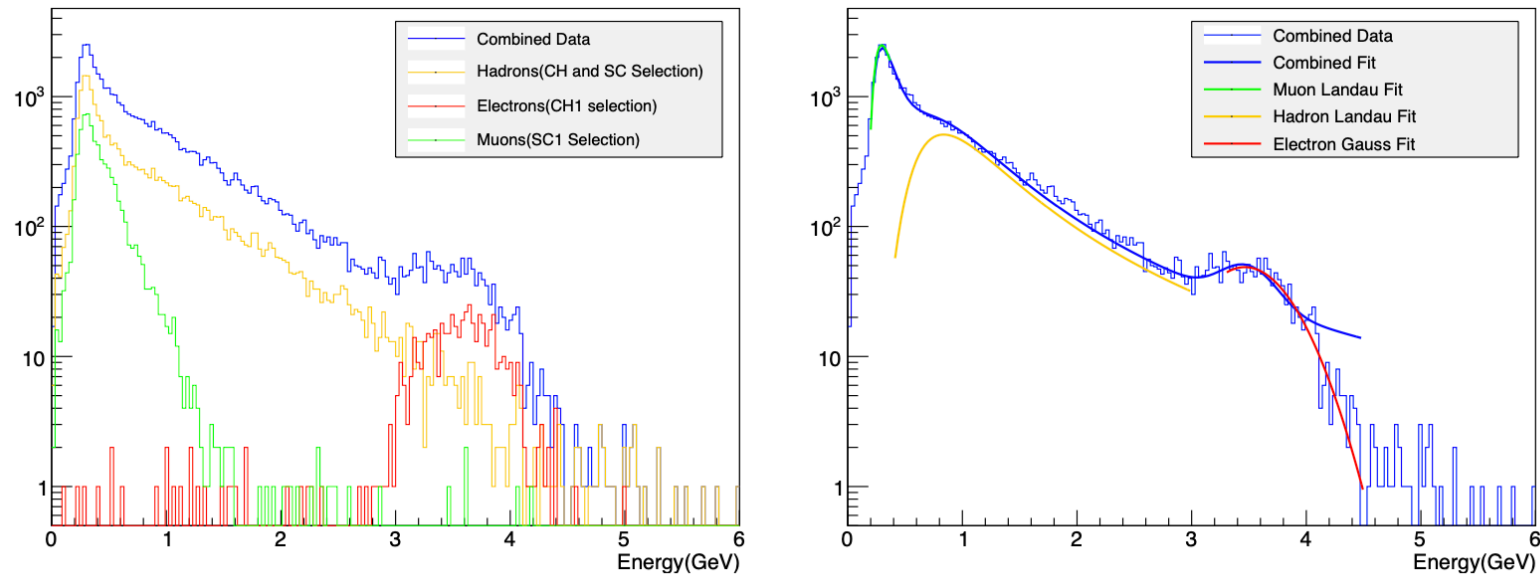 Combined Data
Hadrons(CH and SC Selection)
Electrons(CH1 selection)
Muons(SC1 Selection)
10³
10²
10
1
0 1 2 3 4 5 6
Energy(GeV)
Combined Data
Combined Fit
Muon Landau Fit
Hadron Landau Fit
Electron Gauss Fit
10³
10²
10
1
0 1 2 3 4 5 6
Energy(GeV)